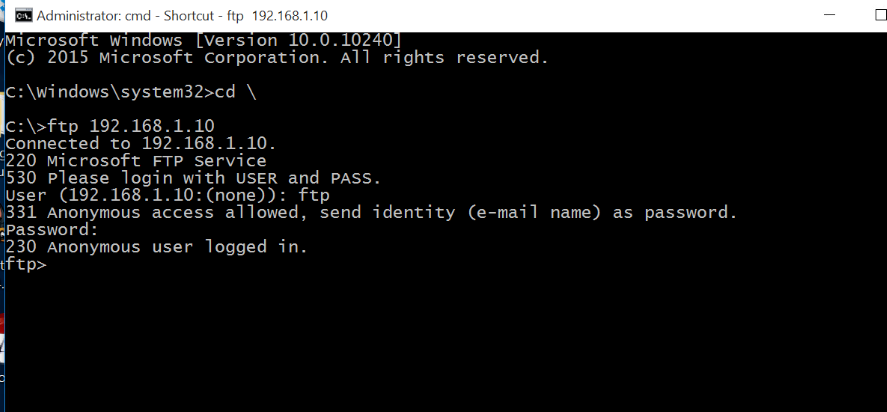 Administrator: cmd - Shortcut - ftp 192.168.1.10
Microsoft Windows [Version 10.0.10240]
(c) 2015 Microsoft Corporation. All rights reserved.
C:\Windows\system32>cd \
C:\>ftp 192.168.1.10
Connected to 192.168.1.10.
220 Microsoft FTP Service
530 Please login with USER and PASS.
User (192.168.1.10:(none)): ftp
331 Anonymous access allowed, send identity (e-mail name) as password.
Password:
230 Anonymous user logged in.
ftp>